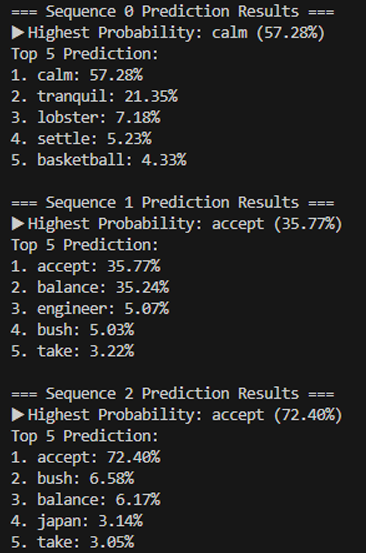 === Sequence 0 Prediction Results ===
▶Highest Probability: calm (57.28%)
Top 5 Prediction:
1. calm: 57.28%
2. tranquil: 21.35%
3. lobster: 7.18%
4. settle: 5.23%
5. basketball: 4.33%

=== Sequence 1 Prediction Results ===
▶Highest Probability: accept (35.77%)
Top 5 Prediction:
1. accept: 35.77%
2. balance: 35.24%
3. engineer: 5.07%
4. bush: 5.03%
5. take: 3.22%

=== Sequence 2 Prediction Results ===
▶Highest Probability: accept (72.40%)
Top 5 Prediction:
1. accept: 72.40%
2. bush: 6.58%
3. balance: 6.17%
4. japan: 3.14%
5. take: 3.05%